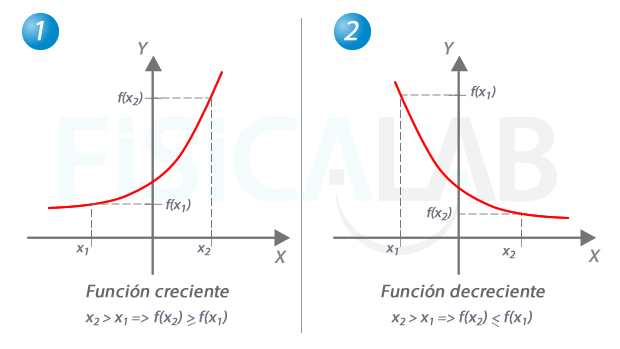 1
Y
f(x₂)
f(x₁)
x₁
x₂
X
Función creciente
x₂ > x₁ => f(x₂) ≥ f(x₁)
2
Y
f(x₁)
f(x₂)
x₁
x₂
X
Función decreciente
x₂ > x₁ => f(x₂) ≤ f(x₁)
FiSiCALAB